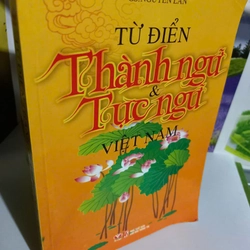 TỪ ĐIỂN
Thành ngữ
&
Tục ngữ
VIỆT NAM